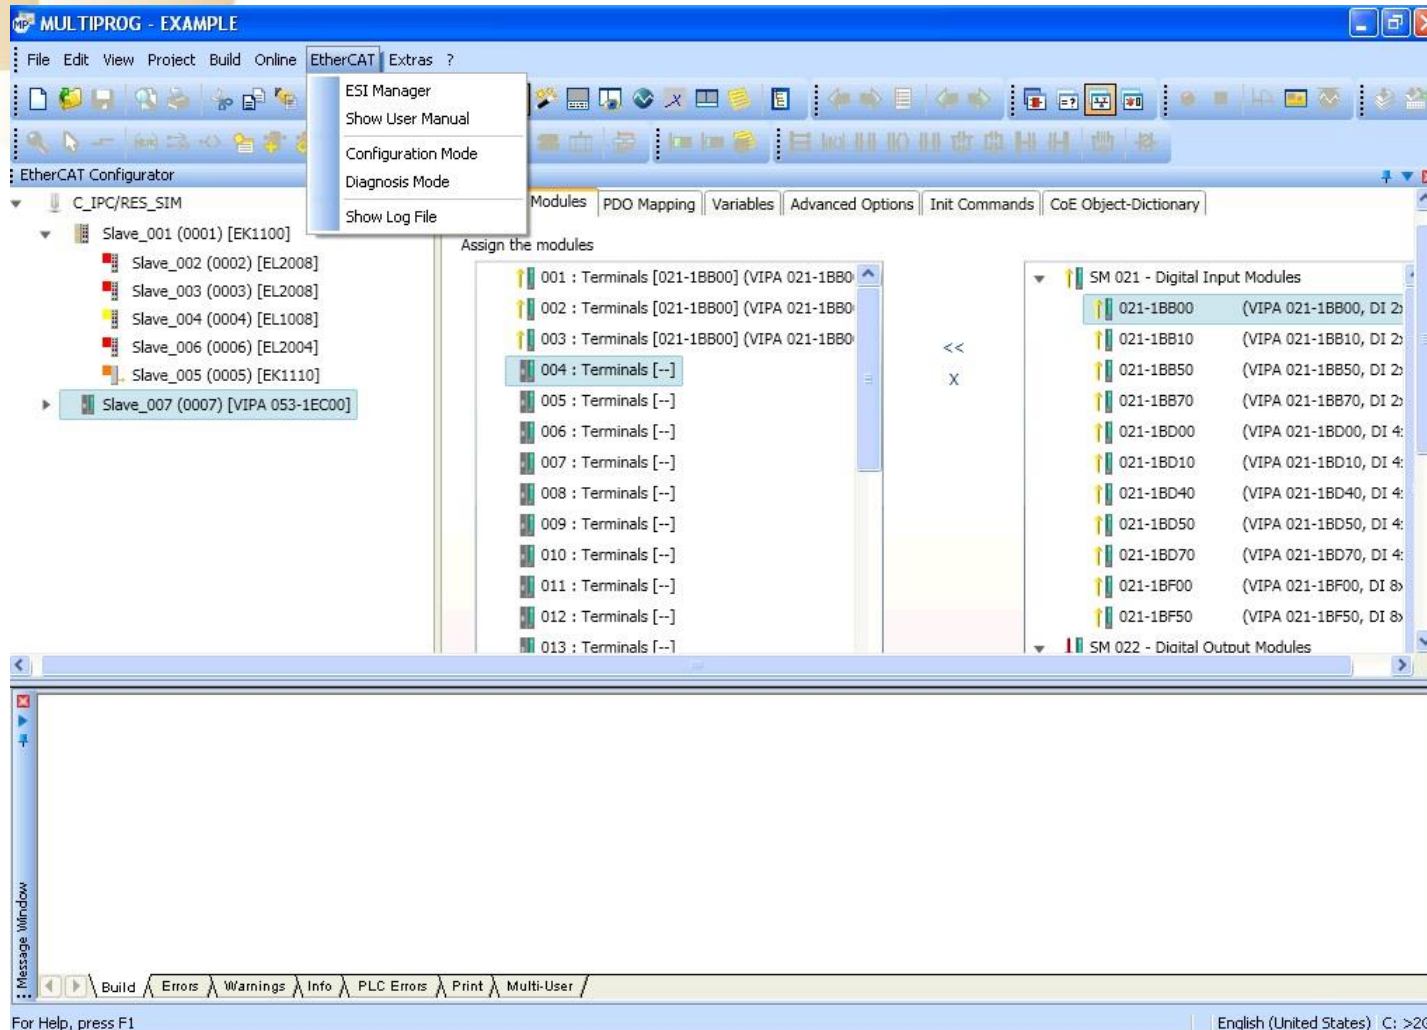 MULTIPROG - EXAMPLE
File Edit View Project Build Online EtherCAT Extras ?
ESI Manager
Show User Manual
Configuration Mode
Diagnosis Mode
Show Log File
EtherCAT Configurator
C_IPC/RES_SIM
Slave_001 (0001) [EK1100]
Slave_002 (0002) [EL2008]
Slave_003 (0003) [EL2008]
Slave_004 (0004) [EL1008]
Slave_006 (0006) [EL2004]
Slave_005 (0005) [EK1110]
Slave_007 (0007) [VIPA 053-1EC00]
Modules PDO Mapping Variables Advanced Options Init Commands CoE Object-Dictionary
Assign the modules
001 : Terminals [021-1BB00] (VIPA 021-1BB0
002 : Terminals [021-1BB00] (VIPA 021-1BB0
003 : Terminals [021-1BB00] (VIPA 021-1BB0
004 : Terminals [--]
005 : Terminals [--]
006 : Terminals [--]
007 : Terminals [--]
008 : Terminals [--]
009 : Terminals [--]
010 : Terminals [--]
011 : Terminals [--]
012 : Terminals [--]
013 : Terminals [--]
<<
X
SM 021 - Digital Input Modules
021-1BB00 (VIPA 021-1BB00, DI 2x
021-1BB10 (VIPA 021-1BB10, DI 2x
021-1BB50 (VIPA 021-1BB50, DI 2x
021-1BB70 (VIPA 021-1BB70, DI 2x
021-1BD00 (VIPA 021-1BD00, DI 4
021-1BD10 (VIPA 021-1BD10, DI 4
021-1BD40 (VIPA 021-1BD40, DI 4
021-1BD50 (VIPA 021-1BD50, DI 4
021-1BD70 (VIPA 021-1BD70, DI 4
021-1BF00 (VIPA 021-1BF00, DI 8x
021-1BF50 (VIPA 021-1BF50, DI 8x
SM 022 - Digital Output Modules
Message Window
Build Errors Warnings Info PLC Errors Print Multi-User
For Help, press F1
English (United States) C: >2G